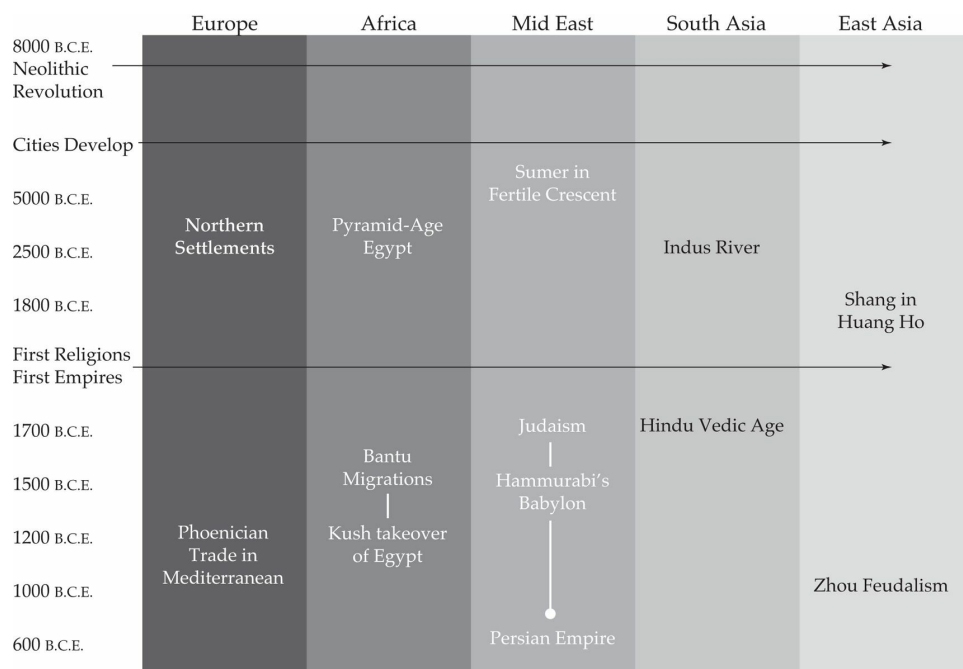 Europe Africa Mid East South Asia East Asia
8000 B.C.E.
Neolithic
Revolution
Cities Develop
Sumer in
Fertile Crescent
5000 B.C.E.
Northern
Settlements
Pyramid-Age
Egypt
2500 B.C.E.
Indus River
1800 B.C.E.
Shang in
Huang Ho
First Religions
First Empires
1700 B.C.E.
Judaism
Hindu Vedic Age
Bantu
Migrations
1500 B.C.E.
Hammurabi's
Babylon
1200 B.C.E.
Phoenician
Trade in
Mediterranean
Kush takeover
of Egypt
1000 B.C.E.
Zhou Feudalism
600 B.C.E.
Persian Empire